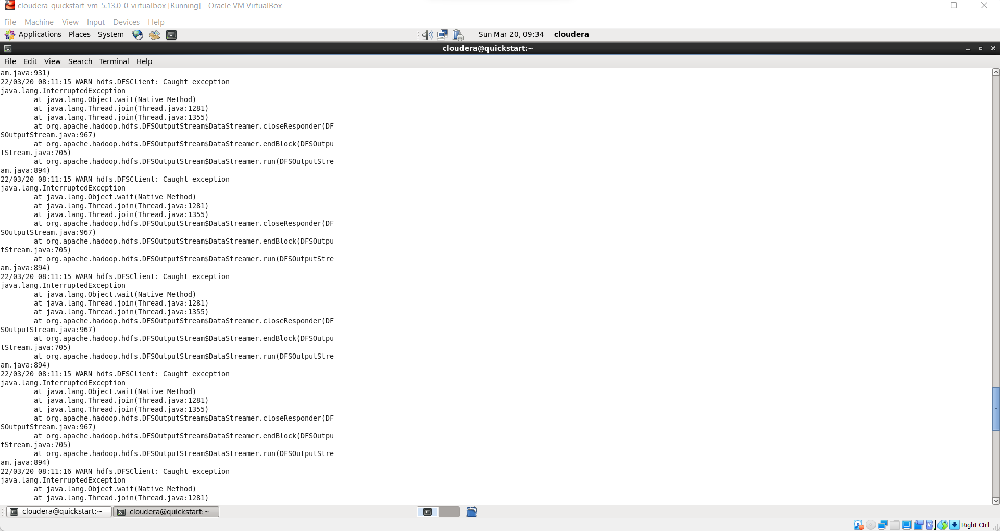 cloudera-quickstart-vm-5.13.0-0-virtualbox [Running] - Oracle VM VirtualBox
File Machine View Input Devices Help
Applications Places System Sun Mar 20, 09:34 cloudera
cloudera@quickstart:~
File Edit View Search Terminal Help
am.java:931)
22/03/20 08:11:15 WARN hdfs.DFSClient: Caught exception
java.lang.InterruptedException
at java.lang.Object.wait(Native Method)
at java.lang.Thread.join(Thread.java:1281)
at java.lang.Thread.join(Thread.java:1355)
at org.apache.hadoop.hdfs.DFSOutputStream$DataStreamer.closeResponder(DF
SOutputStream.java:967)
at org.apache.hadoop.hdfs.DFSOutputStream$DataStreamer.endBlock(DFSOutpu
tStream.java:705)
at org.apache.hadoop.hdfs.DFSOutputStream$DataStreamer.run(DFSOutputStre
am.java:894)
22/03/20 08:11:15 WARN hdfs.DFSClient: Caught exception
java.lang.InterruptedException
at java.lang.Object.wait(Native Method)
at java.lang.Thread.join(Thread.java:1281)
at java.lang.Thread.join(Thread.java:1355)
at org.apache.hadoop.hdfs.DFSOutputStream$DataStreamer.closeResponder(DF
SOutputStream.java:967)
at org.apache.hadoop.hdfs.DFSOutputStream$DataStreamer.endBlock(DFSOutpu
tStream.java:705)
at org.apache.hadoop.hdfs.DFSOutputStream$DataStreamer.run(DFSOutputStre
am.java:894)
22/03/20 08:11:15 WARN hdfs.DFSClient: Caught exception
java.lang.InterruptedException
at java.lang.Object.wait(Native Method)
at java.lang.Thread.join(Thread.java:1281)
at java.lang.Thread.join(Thread.java:1355)
at org.apache.hadoop.hdfs.DFSOutputStream$DataStreamer.closeResponder(DF
SOutputStream.java:967)
at org.apache.hadoop.hdfs.DFSOutputStream$DataStreamer.endBlock(DFSOutpu
tStream.java:705)
at org.apache.hadoop.hdfs.DFSOutputStream$DataStreamer.run(DFSOutputStre
am.java:894)
22/03/20 08:11:15 WARN hdfs.DFSClient: Caught exception
java.lang.InterruptedException
at java.lang.Object.wait(Native Method)
at java.lang.Thread.join(Thread.java:1281)
at java.lang.Thread.join(Thread.java:1355)
at org.apache.hadoop.hdfs.DFSOutputStream$DataStreamer.closeResponder(DF
SOutputStream.java:967)
at org.apache.hadoop.hdfs.DFSOutputStream$DataStreamer.endBlock(DFSOutpu
tStream.java:705)
at org.apache.hadoop.hdfs.DFSOutputStream$DataStreamer.run(DFSOutputStre
am.java:894)
22/03/20 08:11:16 WARN hdfs.DFSClient: Caught exception
java.lang.InterruptedException
at java.lang.Object.wait(Native Method)
at java.lang.Thread.join(Thread.java:1281)
cloudera@quickstart:~ cloudera@quickstart:~
Right Ctrl